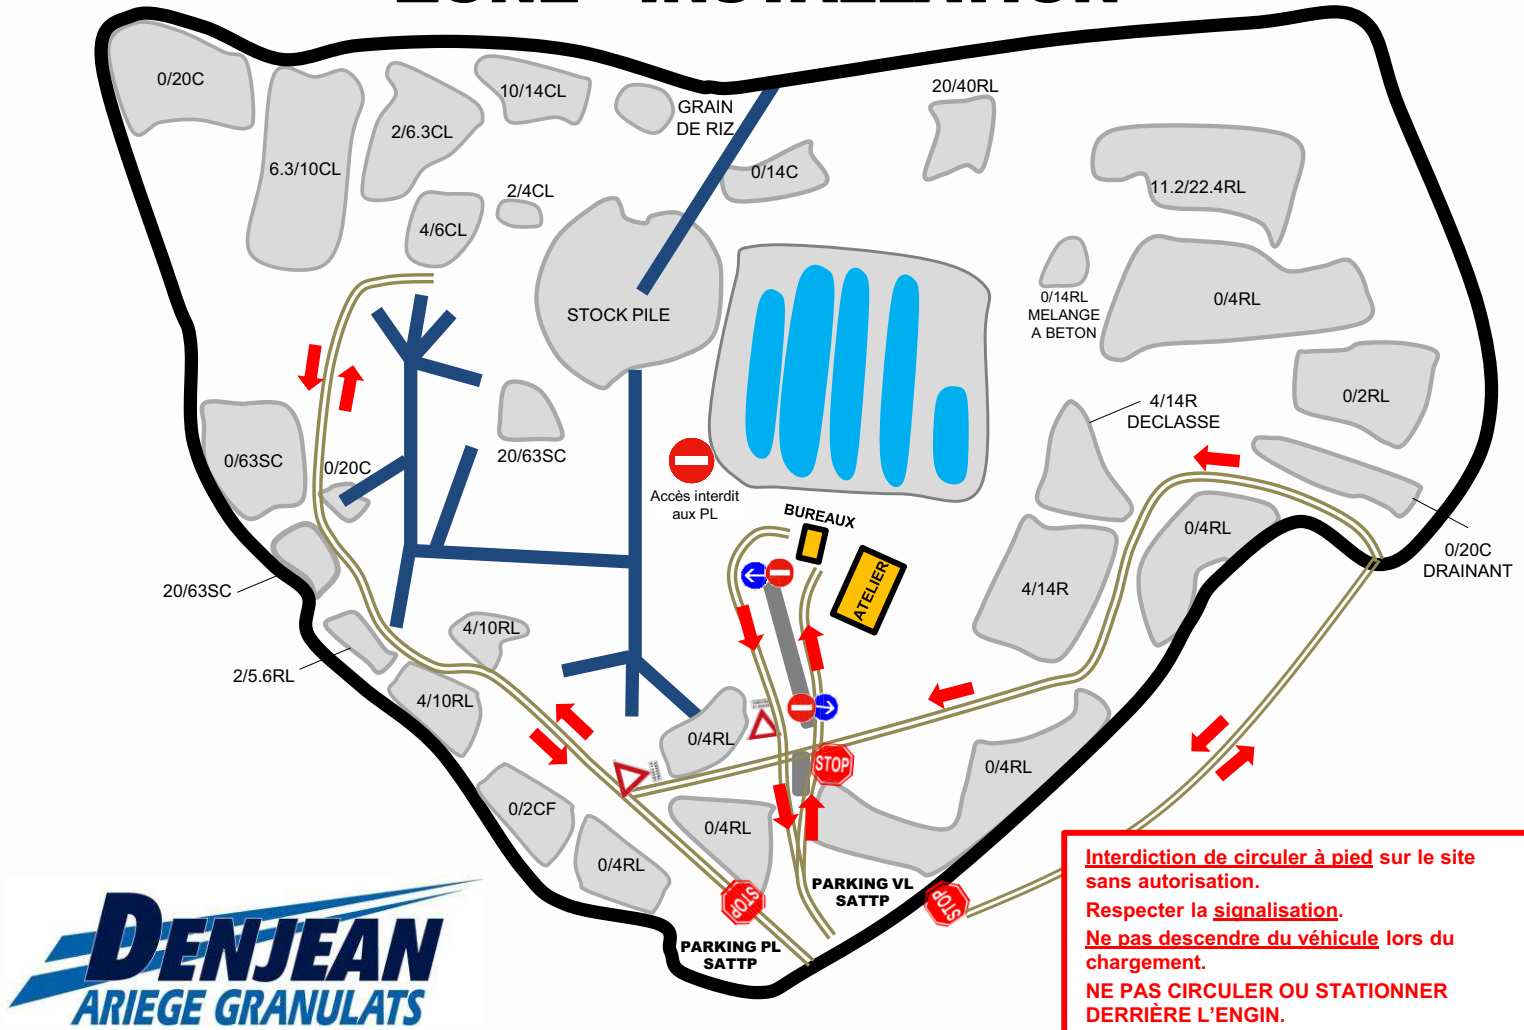 ZONE INSTALLATION
0/20C
6.3/10CL
2/6.3CL
10/14CL
GRAIN
DE RIZ
20/40RL
0/14C
11.2/22.4RL
2/4CL
4/6CL
STOCK PILE
0/14RL
MELANGE
A BETON
0/4RL
0/2RL
4/14R
DECLASSE
0/63SC
0/20C
20/63SC
Accès interdit
aux PL
BUREAUX
ATELIER
0/4RL
0/20C
DRAINANT
4/14R
20/63SC
2/5.6RL
4/10RL
4/10RL
0/4RL
STOP
0/4RL
0/2CF
0/4RL
0/4RL
STOP
PARKING VL
SATTP
STOP
PARKING PL
SATTP
Interdiction de circuler à pied sur le site
sans autorisation.
Respecter la signalisation.
Ne pas descendre du véhicule lors du
chargement.
NE PAS CIRCULER OU STATIONNER
DERRIÈRE L'ENGIN.
DENJEAN
ARIEGE GRANULATS